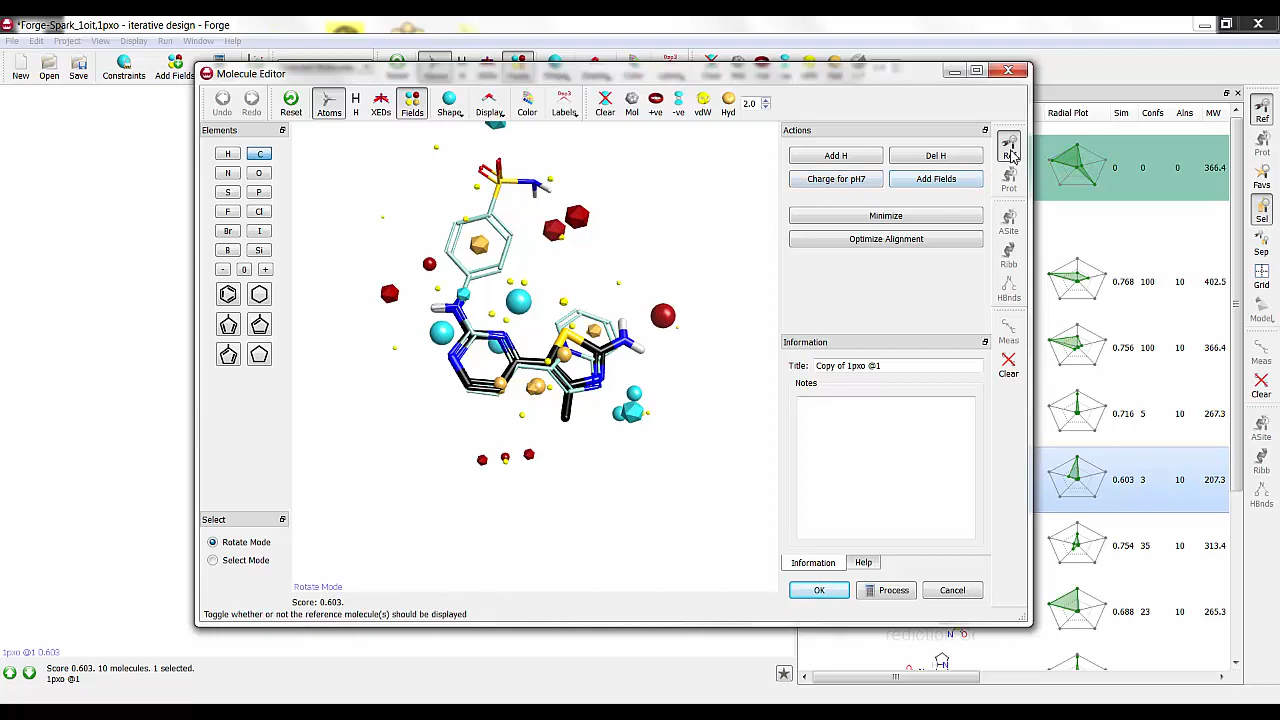 *Forge-Spark_1oit,1pxo - iterative design - Forge
File Edit Project View Display Run Window Help
New Open Save Constraints Add Fields
Molecule Editor
Undo Redo Reset Atoms H XEDs Fields Shape Display Color Labels Clear Mol +ve -ve vdW Hyd 2.0
Elements
H C
N O
S P
F Cl
Br I
B Si
- 0 +
Select
Rotate Mode
Select Mode
Rotate Mode
Score: 0.603.
Toggle whether or not the reference molecule(s) should be displayed
Actions
Add H Del H
Charge for pH7 Add Fields
Minimize
Optimize Alignment
Information
Title: Copy of 1pxo @1
Notes
Information Help
OK Process Cancel
Prot
ASite
Ribb
HBnds
Meas
Clear
Radial Plot Sim Confs Alns MW
0 0 0 366.4
0.768 100 10 402.5
0.756 100 10 366.4
0.716 5 10 267.3
0.603 3 10 207.3
0.754 35 10 313.4
0.688 23 10 265.3
Ref
Prot
Favs
Sel
Sep
Grid
Model
Meas
Clear
ASite
Ribb
HBnds
1pxo @1 0.603
Score 0.603. 10 molecules. 1 selected.
1pxo @1